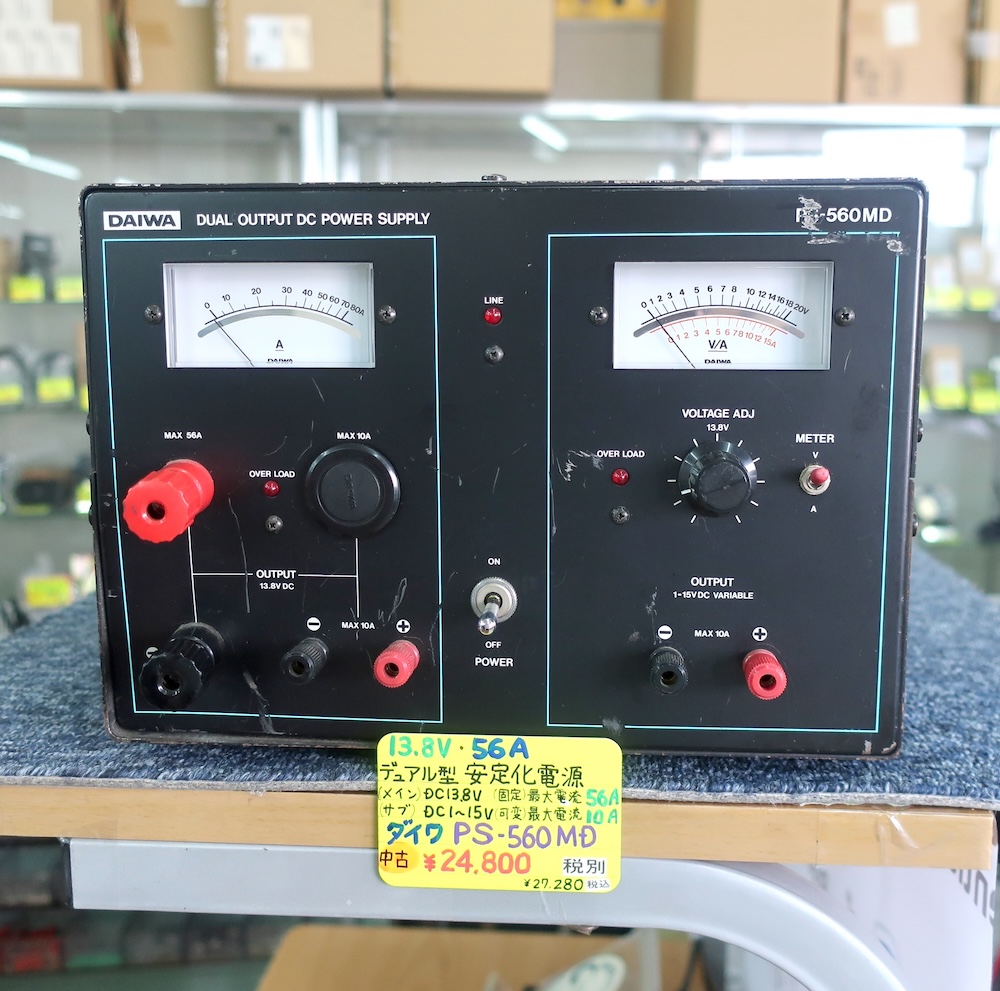 DAIWA DUAL OUTPUT DC POWER SUPPLY
-560MD
0 10 20 30 40 50 60 70 80A
A
DAIWA
LINE
0 1 2 3 4 5 6 7 8 10 12 14 16 18 20V
0 1 2 3 4 5 6 7 8 10 12 15A
V/A
DAIWA
MAX 56A
MAX 10A
OVER LOAD
OUTPUT
13.8V DC
MAX 10A
ON
OFF
POWER
VOLTAGE ADJ
13.8V
OVER LOAD
METER
V
A
OUTPUT
1-15V DC VARIABLE
MAX 10A
13.8V・56A
デュアル型 安定化電源
(メイン) DC13.8V (固定) 最大電流 56A
(サブ) DC1~15V (可変) 最大電流 10A
ダイワ PS-560MD
中古 ¥24,800 税別
¥27,280 税込